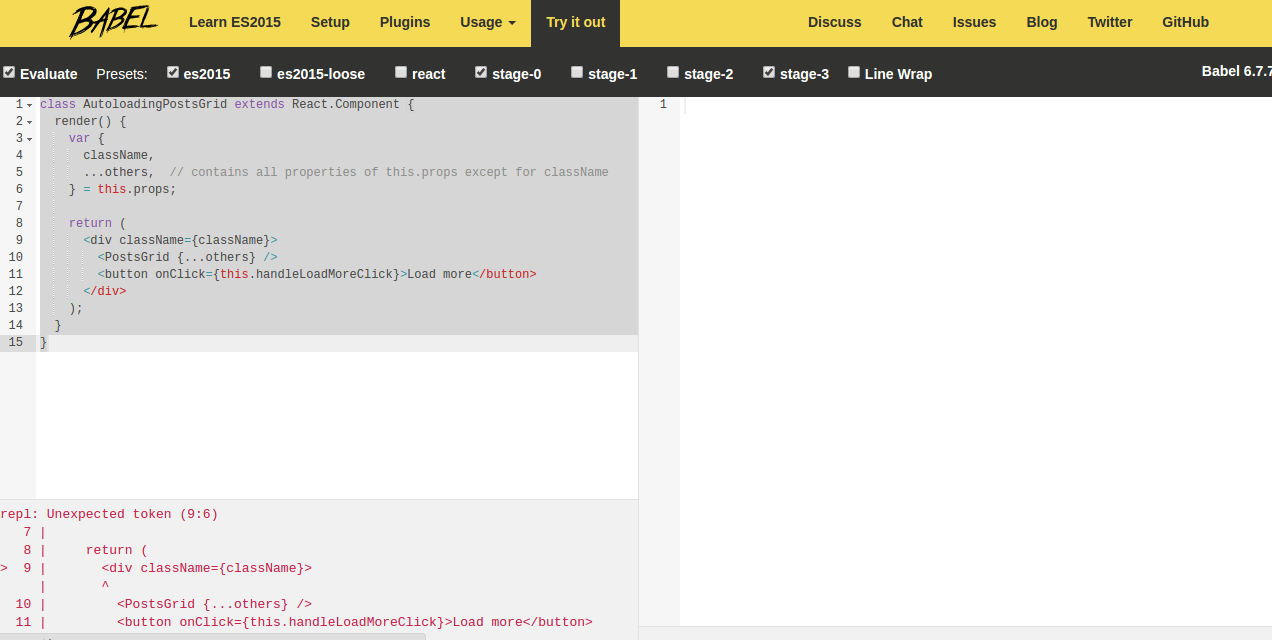 BABEL Learn ES2015 Setup Plugins Usage Try it out Discuss Chat Issues Blog Twitter GitHub
Evaluate Presets: es2015 es2015-loose react stage-0 stage-1 stage-2 stage-3 Line Wrap Babel 6.7.7
1 class AutoloadingPostsGrid extends React.Component {
2 render() {
3 var {
4 className,
5 ...others, // contains all properties of this.props except for className
6 } = this.props;
7
8 return (
9 <div className={className}>
10 <PostsGrid {...others} />
11 <button onClick={this.handleLoadMoreClick}>Load more</button>
12 </div>
13 );
14 }
15 }
1
repl: Unexpected token (9:6)
7 |
8 | return (
> 9 | <div className={className}>
| ^
10 | <PostsGrid {...others} />
11 | <button onClick={this.handleLoadMoreClick}>Load more</button>